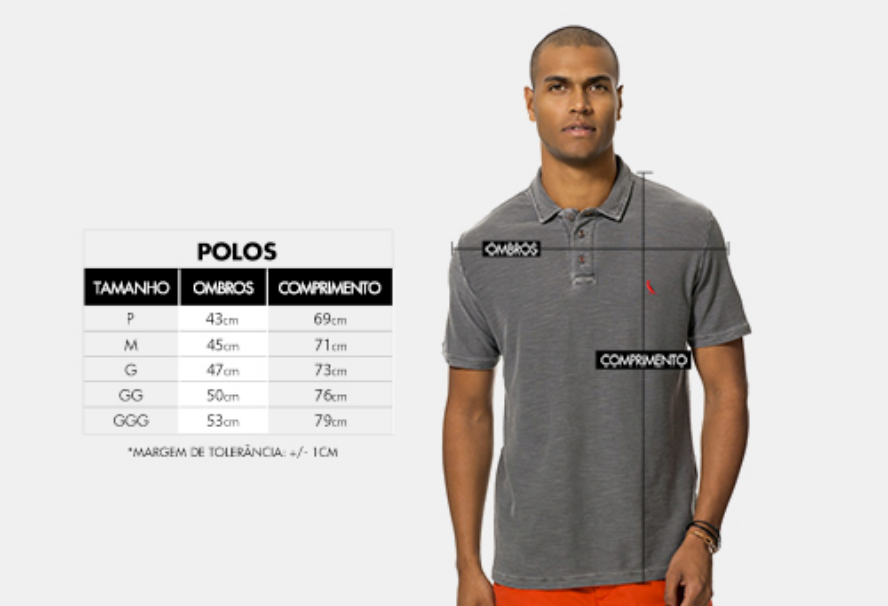 POLOS
TAMANHO OMBROS COMPRIMENTO
P 43cm 69cm
M 45cm 71cm
G 47cm 73cm
GG 50cm 76cm
GGG 53cm 79cm
*MARGEM DE TOLERÂNCIA: +/- 1CM
OMBROS
COMPRIMENTO